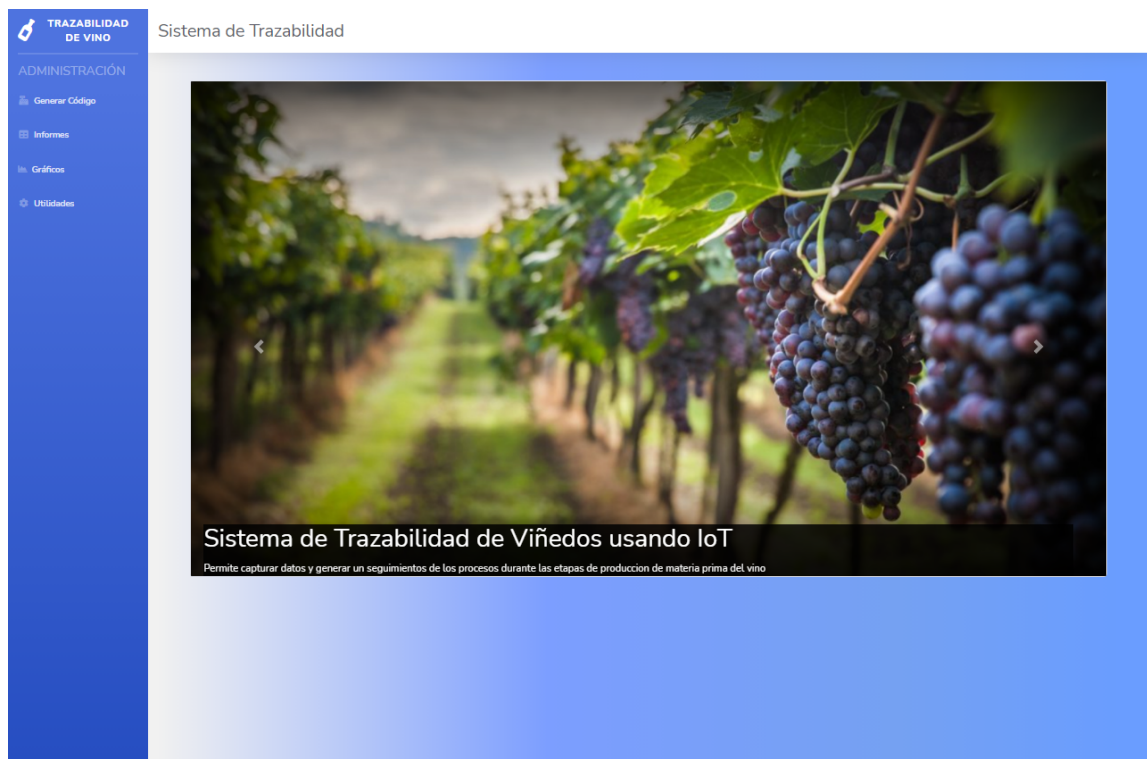 TRAZABILIDAD
DE VINO
Sistema de Trazabilidad
ADMINISTRACIÓN
Generar Código
Informes
Gráficos
Utilidades
Sistema de Trazabilidad de Viñedos usando IoT
Permite capturar datos y generar un seguimientos de los procesos durante las etapas de produccion de materia prima del vino